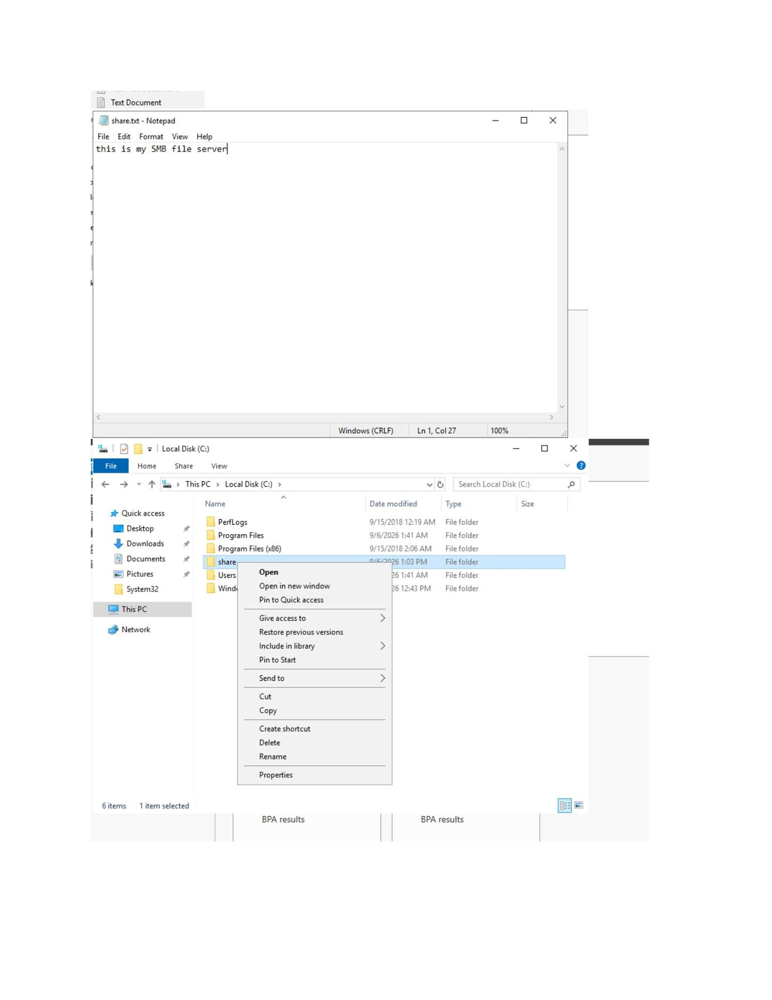 Text Document
share.txt - Notepad
File Edit Format View Help
this is my SMB file server
Windows (CRLF) Ln 1, Col 27 100%
Local Disk (C:)
File Home Share View
This PC Local Disk (C:) Search Local Disk (C:)
Name Date modified Type Size
Quick access
Desktop
Downloads
Documents
Pictures
System32
This PC
Network
PerfLogs 9/15/2018 12:19 AM File folder
Program Files 9/6/2026 1:41 AM File folder
Program Files (x86) 9/15/2018 2:06 AM File folder
share 9/6/2026 1:03 PM File folder
Users 26 1:41 AM File folder
Windo 26 12:43 PM File folder
Open
Open in new window
Pin to Quick access
Give access to
Restore previous versions
Include in library
Pin to Start
Send to
Cut
Copy
Create shortcut
Delete
Rename
Properties
6 items 1 item selected
BPA results BPA results